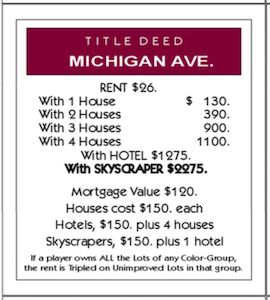 TITLE DEED
MICHIGAN AVE.
RENT $26.
With 1 House $ 130.
With 2 Houses 390.
With 3 Houses 900.
With 4 Houses 1100.
With HOTEL $1275.
With SKYSCRAPER $2275.
Mortgage Value $120.
Houses cost $150. each
Hotels, $150. plus 4 houses
Skyscrapers, $150. plus 1 hotel
If a player owns ALL the Lots of any Color-Group,
the rent is Tripled on Unimproved Lots in that group.